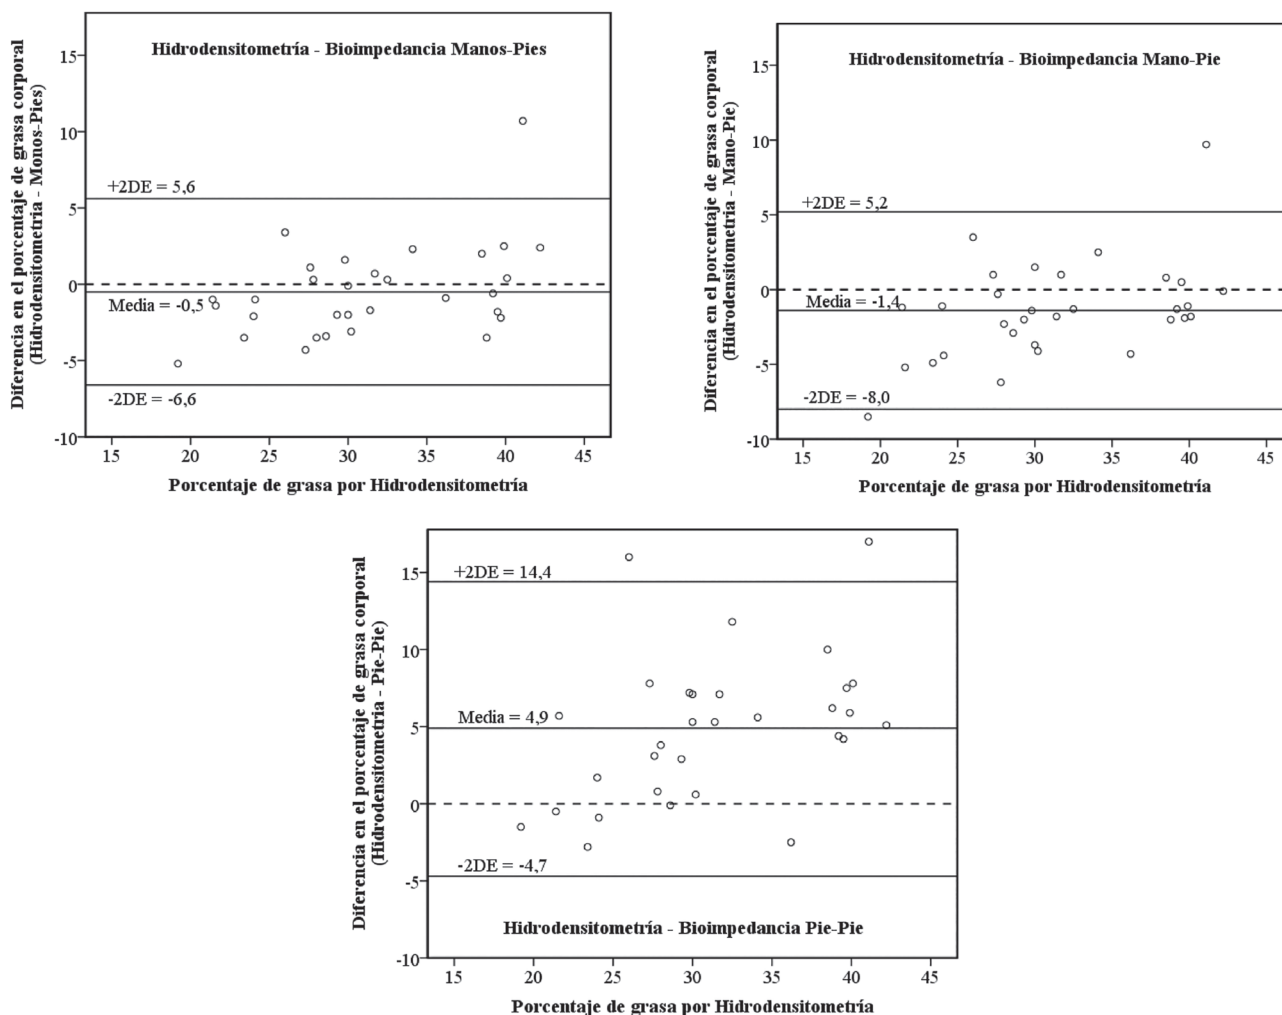 Hidrodensitometría - Bioimpedancia Manos-Pies
Diferencia en el porcentaje de grasa corporal
(Hidrodensitometría - Monos-Pies)
15
10
5
0
-5
-10
+2DE = 5,6
Media = -0,5
-2DE = -6,6
15 20 25 30 35 40 45
Porcentaje de grasa por Hidrodensitometría
Hidrodensitometría - Bioimpedancia Mano-Pie
Diferencia en el porcentaje de grasa corporal
(Hidrodensitometría - Mano-Pie)
15
10
5
0
-5
-10
+2DE = 5,2
Media = -1,4
-2DE = -8,0
15 20 25 30 35 40 45
Porcentaje de grasa por Hidrodensitometría
Diferencia en el porcentaje de grasa corporal
(Hidrodensitometría - Pie-Pie)
15
10
5
0
-5
-10
+2DE = 14,4
Media = 4,9
-2DE = -4,7
Hidrodensitometría - Bioimpedancia Pie-Pie
15 20 25 30 35 40 45
Porcentaje de grasa por Hidrodensitometría